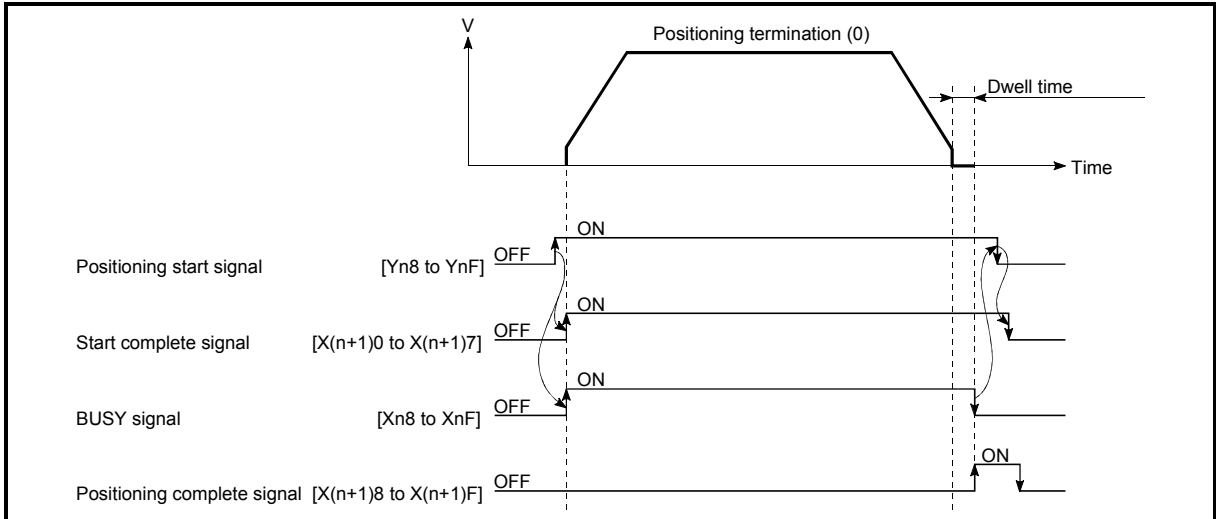 V
Positioning termination (0)
Dwell time
Time
ON
Positioning start signal [Yn8 to YnF] OFF
ON
Start complete signal [X(n+1)0 to X(n+1)7] OFF
ON
BUSY signal [Xn8 to XnF] OFF
ON
Positioning complete signal [X(n+1)8 to X(n+1)F] OFF